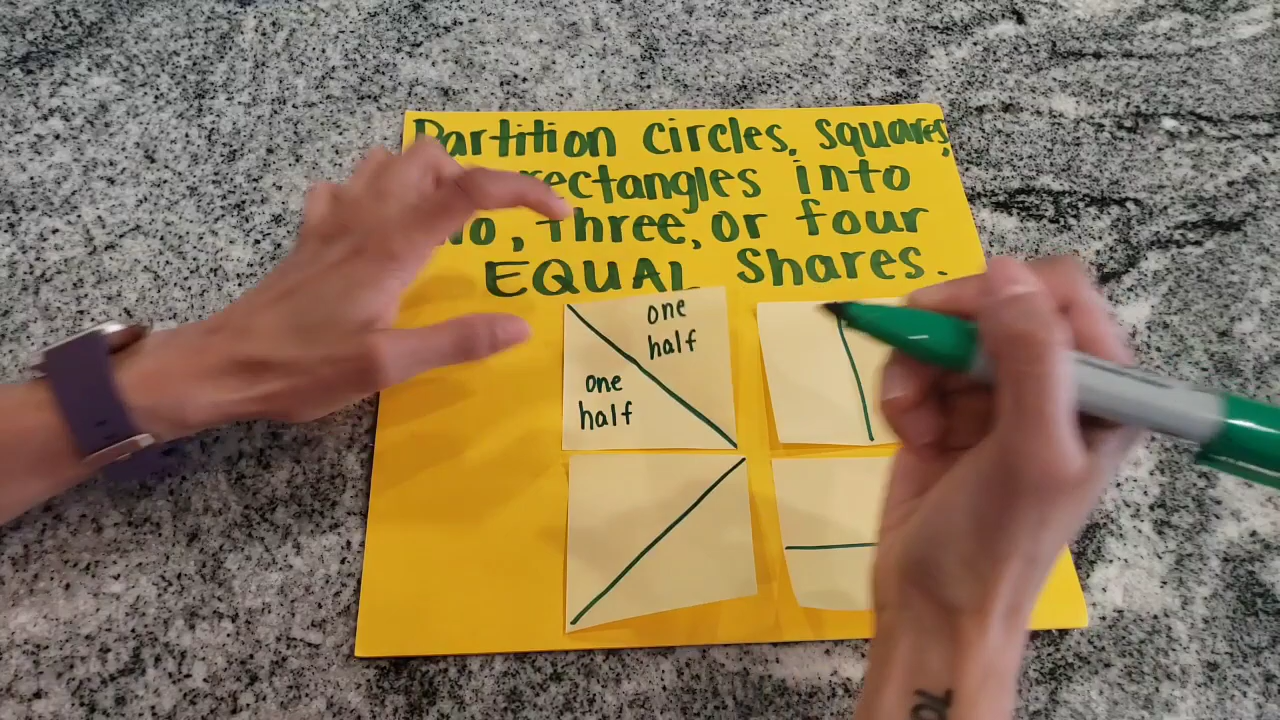 Partition circles, squares,
rectangles into
three, or four
EQUAL shares.
one
half
one
half